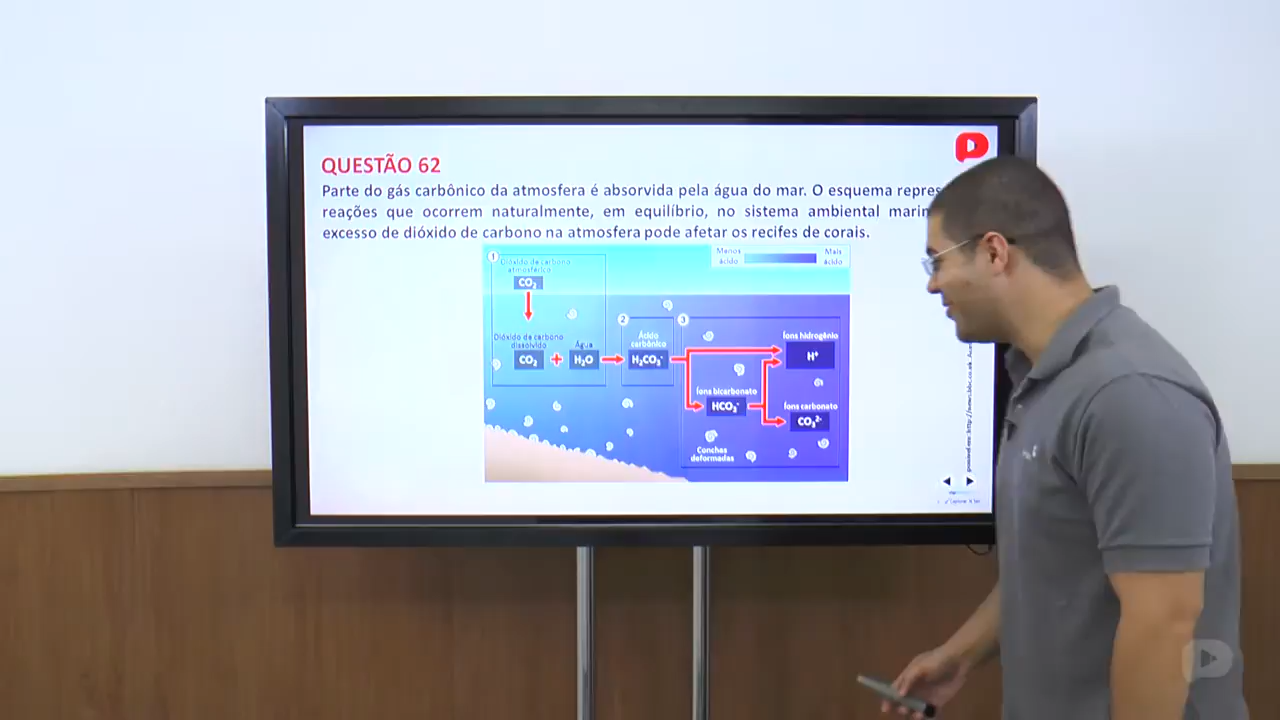 QUESTÃO 62
Parte do gás carbônico da atmosfera é absorvida pela água do mar. O esquema repres
reações que ocorrem naturalmente, em equilíbrio, no sistema ambiental marin
excesso de dióxido de carbono na atmosfera pode afetar os recifes de corais.
Menos
ácido
Mais
ácido
1
Dióxido de carbono
atmosférico
CO₂
2
3
Dióxido de carbono
dissolvido
Água
Ácido
carbônico
Íons hidrogênio
CO₂ + H₂O
H₂CO₃
H⁺
Íons bicarbonato
HCO₃⁻
Íons carbonato
CO₃²⁻
Conchas
deformadas